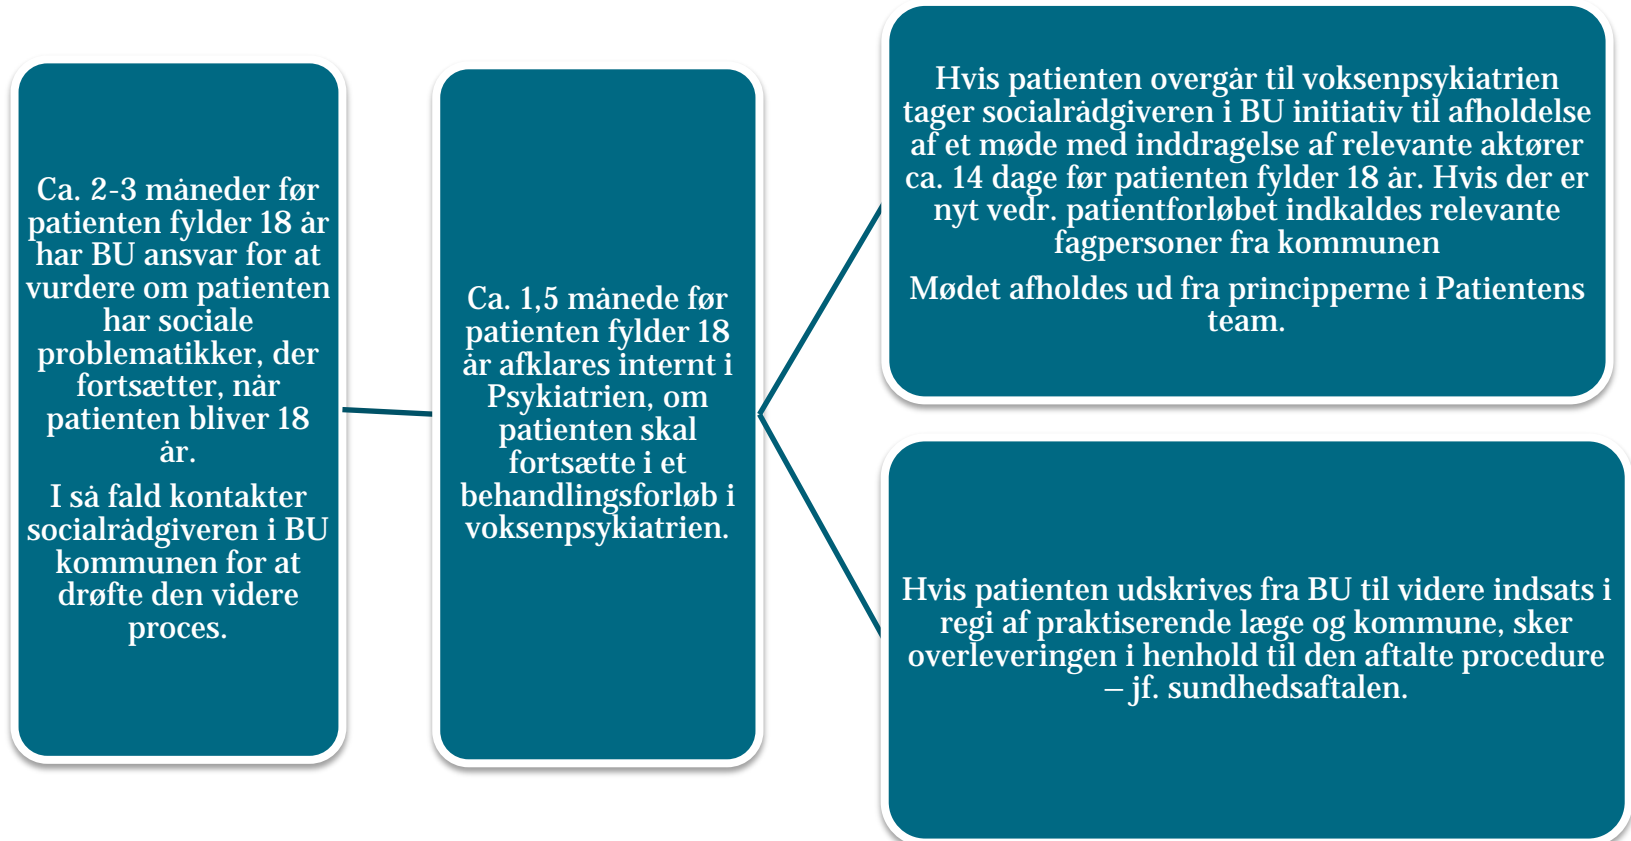 Ca. 2-3 måneder før
patienten fylder 18 år
har BU ansvar for at
vurdere om patienten
har sociale
problematikker, der
fortsætter, når
patienten bliver 18
år.
I så fald kontakter
socialrådgiveren i BU
kommunen for at
drøfte den videre
proces.
Ca. 1,5 månede før
patienten fylder 18
år afklares internt i
Psykiatrien, om
patienten skal
fortsætte i et
behandlingsforløb i
voksenpsykiatrien.
Hvis patienten overgår til voksenpsykiatrien
tager socialrådgiveren i BU initiativ til afholdelse
af et møde med inddragelse af relevante aktører
ca. 14 dage før patienten fylder 18 år. Hvis der er
nyt vedr. patientforløbet indkaldes relevante
fagpersoner fra kommunen
Mødet afholdes ud fra principperne i Patientens
team.
Hvis patienten udskrives fra BU til videre indsats i
regi af praktiserende læge og kommune, sker
overleveringen i henhold til den aftalte procedure
– jf. sundhedsaftalen.